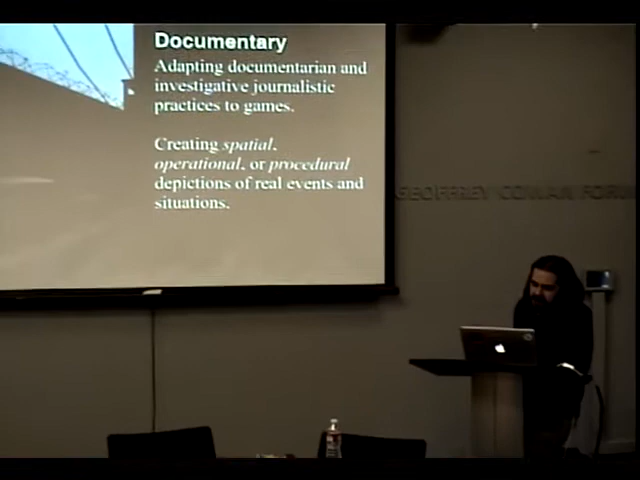 Documentary
Adapting documentarian and
investigative journalistic
practices to games.
Creating spatial,
operational, or procedural
depictions of real events and
situations.
GEOFFREY COWAN FORUM